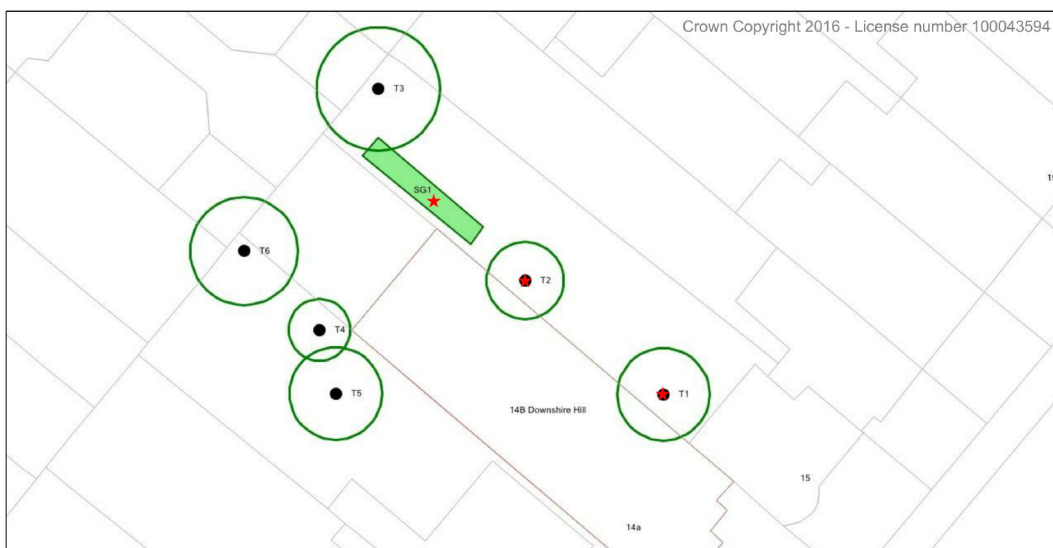 Crown Copyright 2016 - License number 100043594
T3
SG1
T6
T2
T4
T5
T1
14B Downshire Hill
15
14a